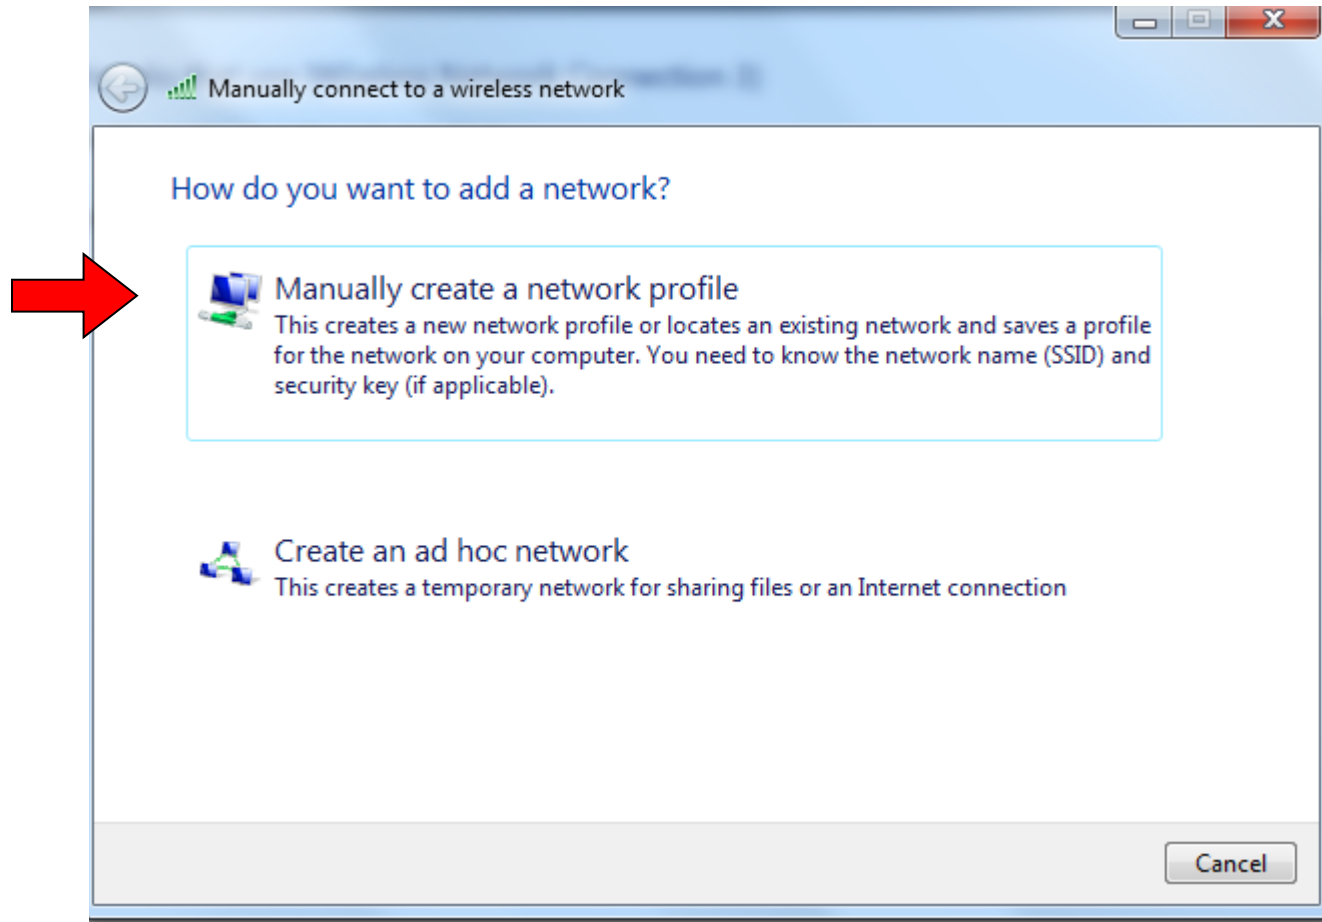 Manually connect to a wireless network
How do you want to add a network?
Manually create a network profile
This creates a new network profile or locates an existing network and saves a profile
for the network on your computer. You need to know the network name (SSID) and
security key (if applicable).
Create an ad hoc network
This creates a temporary network for sharing files or an Internet connection
Cancel